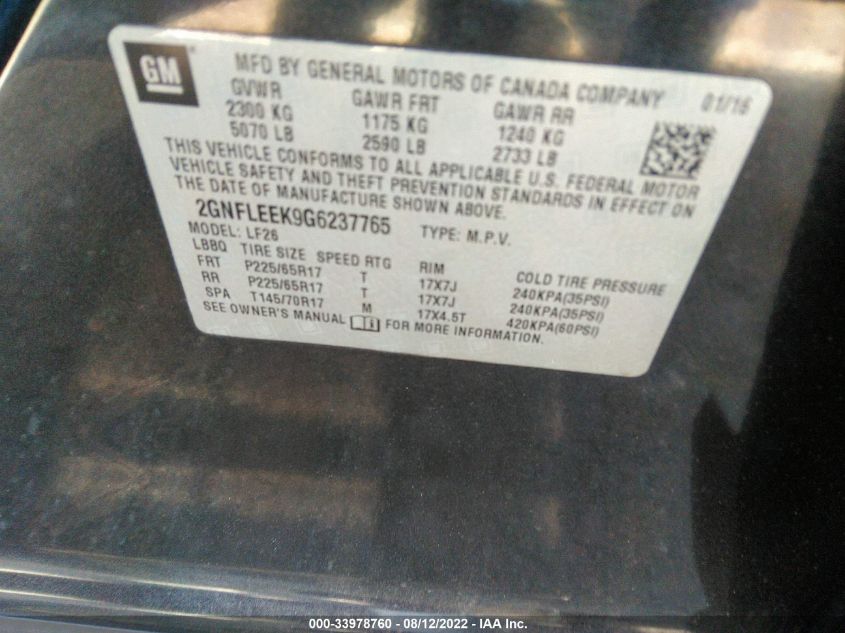 GM
MFD BY GENERAL MOTORS OF CANADA COMPANY 01/16
GVWR GAWR FRT GAWR RR
2300 KG 1175 KG 1240 KG
5070 LB 2590 LB 2733 LB
THIS VEHICLE CONFORMS TO ALL APPLICABLE U.S. FEDERAL MOTOR
VEHICLE SAFETY AND THEFT PREVENTION STANDARDS IN EFFECT ON
THE DATE OF MANUFACTURE SHOWN ABOVE.
2GNFLEEK9G6237765 TYPE: M.P.V.
MODEL: LF26
LBBQ TIRE SIZE SPEED RTG RIM COLD TIRE PRESSURE
FRT P225/65R17 T 17X7J 240KPA(35PSI)
RR P225/65R17 T 17X7J 240KPA(35PSI)
SPA T145/70R17 M 17X4.5T 420KPA(60PSI)
SEE OWNER'S MANUAL FOR MORE INFORMATION.
000-33978760 - 08/12/2022 - IAA Inc.